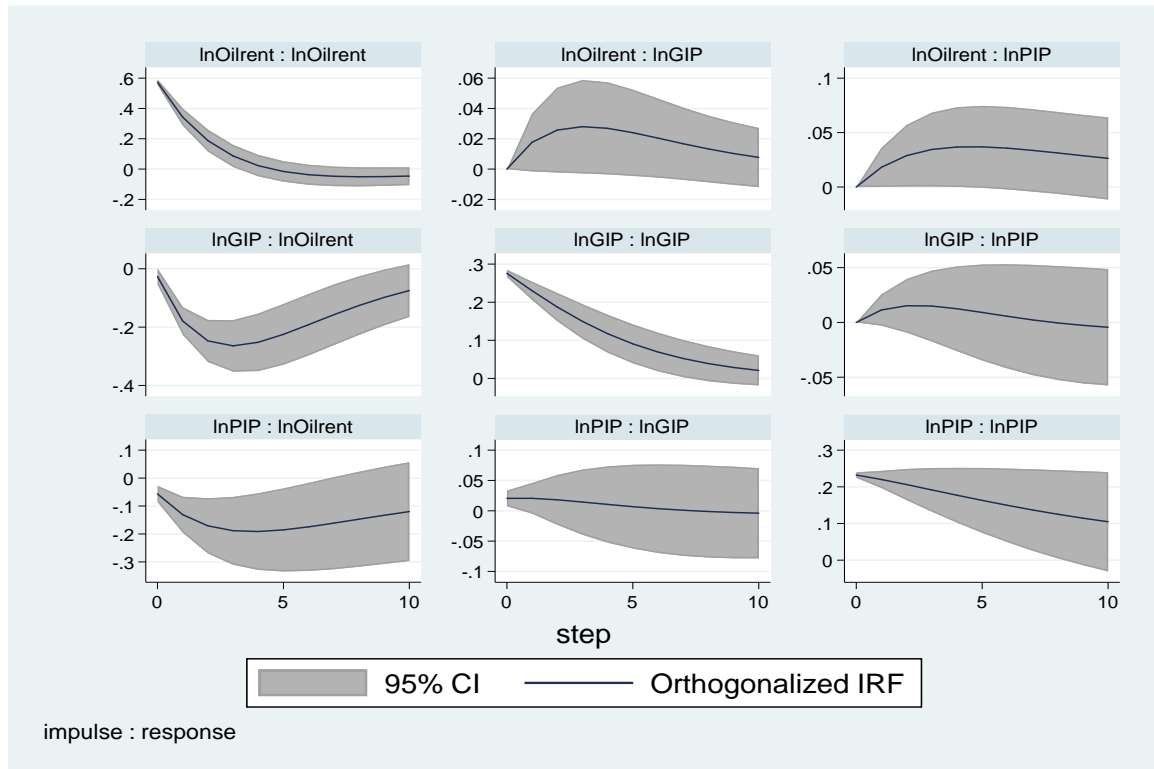 lnOilrent : lnOilrent
lnOilrent : lnGIP
lnOilrent : lnPIP
.6
.4
.2
0
-.2
.06
.04
.02
0
-.02
.1
.05
0
lnGIP : lnOilrent
lnGIP : lnGIP
lnGIP : lnPIP
0
-.2
-.4
.3
.2
.1
0
.05
0
-.05
lnPIP : lnOilrent
lnPIP : lnGIP
lnPIP : lnPIP
.1
0
-.1
-.2
-.3
.1
.05
0
-.05
-.1
.3
.2
.1
0
0 5 10
0 5 10
0 5 10
step
95% CI Orthogonalized IRF
impulse : response